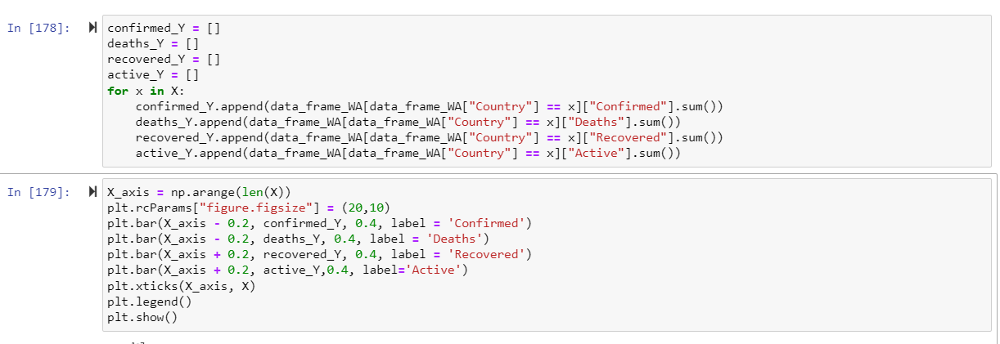 In [178]:
confirmed_Y = []
deaths_Y = []
recovered_Y = []
active_Y = []
for x in X:
    confirmed_Y.append(data_frame_WA[data_frame_WA["Country"] == x]["Confirmed"].sum())
    deaths_Y.append(data_frame_WA[data_frame_WA["Country"] == x]["Deaths"].sum())
    recovered_Y.append(data_frame_WA[data_frame_WA["Country"] == x]["Recovered"].sum())
    active_Y.append(data_frame_WA[data_frame_WA["Country"] == x]["Active"].sum())
In [179]:
X_axis = np.arange(len(X))
plt.rcParams["figure.figsize"] = (20,10)
plt.bar(X_axis - 0.2, confirmed_Y, 0.4, label = 'Confirmed')
plt.bar(X_axis - 0.2, deaths_Y, 0.4, label = 'Deaths')
plt.bar(X_axis + 0.2, recovered_Y, 0.4, label = 'Recovered')
plt.bar(X_axis + 0.2, active_Y,0.4, label='Active')
plt.xticks(X_axis, X)
plt.legend()
plt.show()